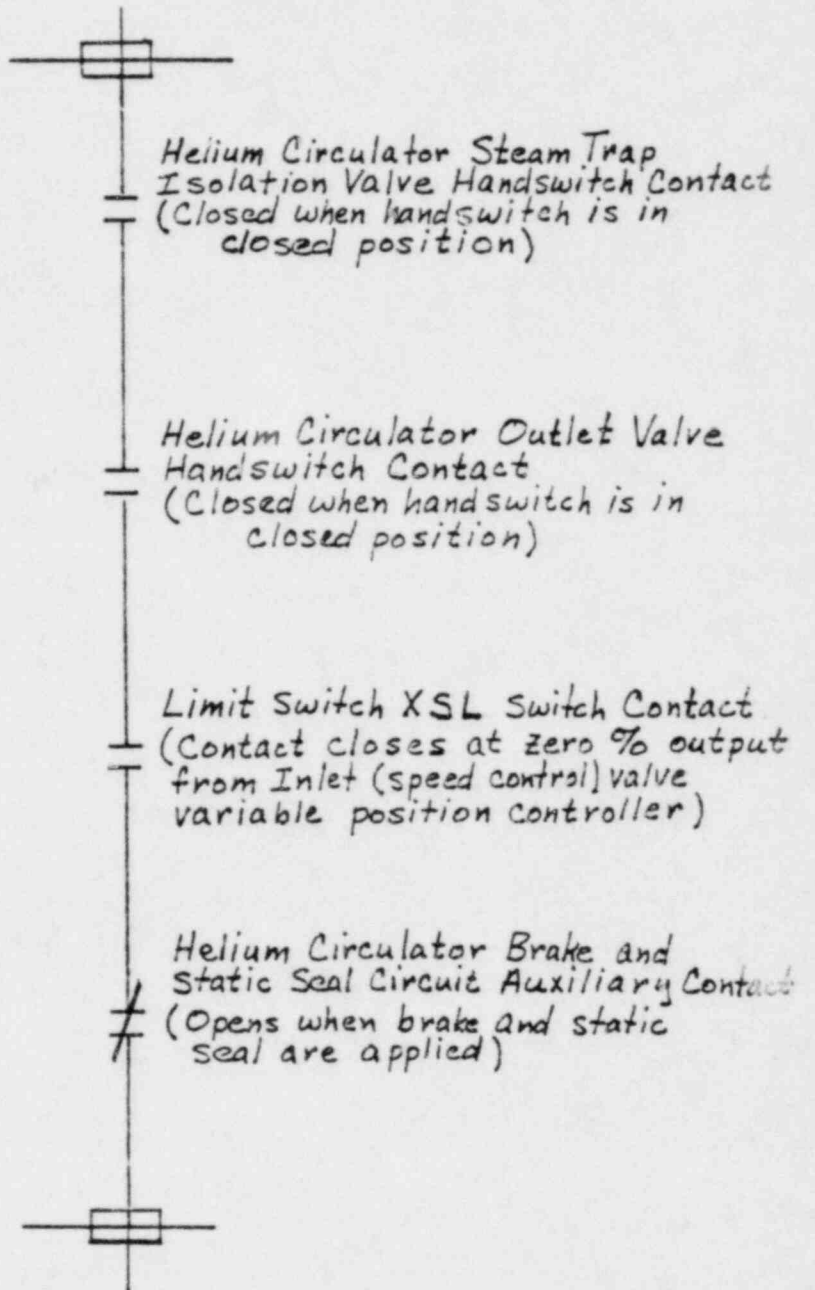 Helium Circulator Steam Trap
Isolation Valve Handswitch Contact
(Closed when handswitch is in
closed position)
Helium Circulator Outlet Valve
Handswitch Contact
(Closed when handswitch is in
closed position)
Limit Switch XSL Switch Contact
(Contact closes at zero % output
from Inlet (speed control) valve
variable position controller)
Helium Circulator Brake and
Static Seal Circuit Auxiliary Contact
(Opens when brake and static
seal are applied)